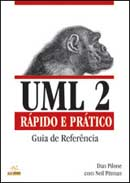 UML 2
RÁPIDO E PRÁTICO
Guia de Referência
Dan Pilone
com Neil Pitman